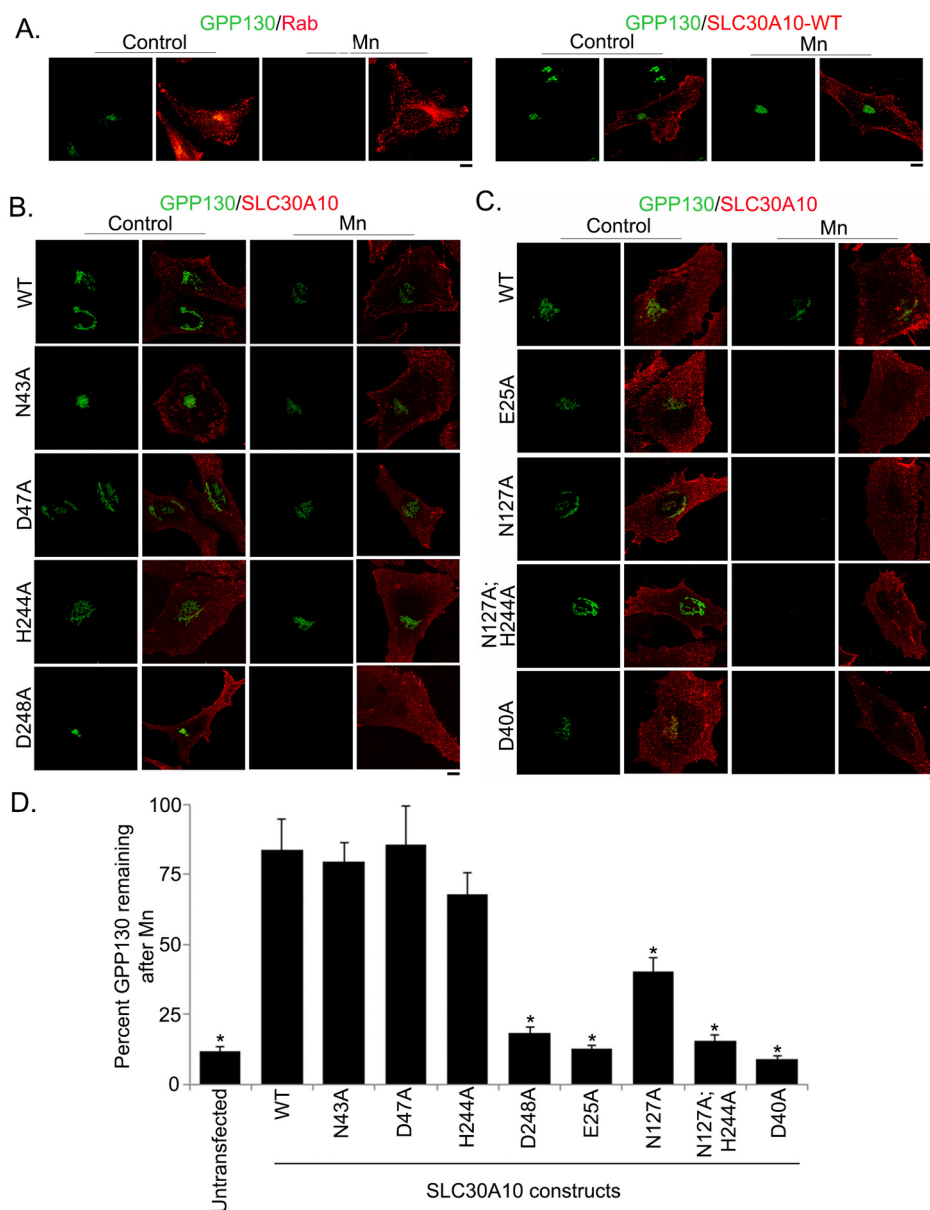 A.
GPP130/Rab
Control
Mn
GPP130/SLC30A10-WT
Control
Mn
B.
GPP130/SLC30A10
Control
Mn
WT
N43A
D47A
H244A
D248A
C.
GPP130/SLC30A10
Control
Mn
WT
E25A
N127A
N127A;
H244A
D40A
D.
Percent GPP130 remaining
after Mn
100
75
50
25
0
*
*
*
*
*
*
Untransfected
WT
N43A
D47A
H244A
D248A
E25A
N127A
N127A;
H244A
D40A
SLC30A10 constructs